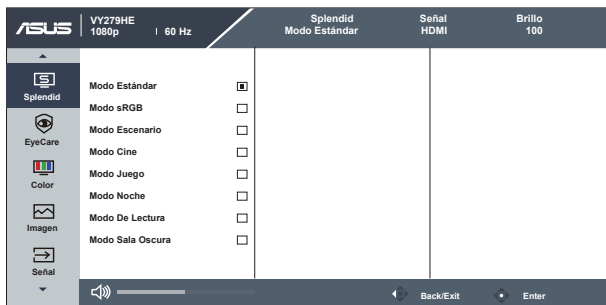 ASUS
VY279HE
1080p 60 Hz
Splendid
Modo Estándar
Señal
HDMI
Brillo
100
Splendid
EyeCare
Color
Imagen
Señal
Modo Estándar
Modo sRGB
Modo Escenario
Modo Cine
Modo Juego
Modo Noche
Modo De Lectura
Modo Sala Oscura
Back/Exit
Enter